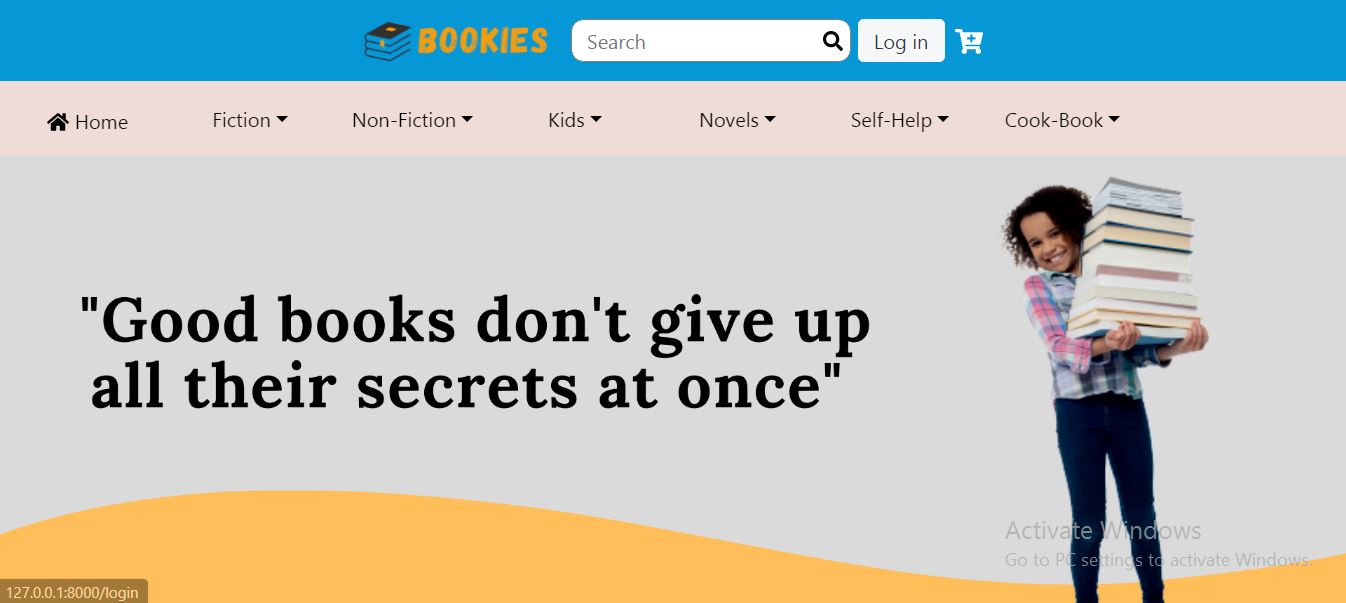 BOOKIES
Search
Log in
Home
Fiction
Non-Fiction
Kids
Novels
Self-Help
Cook-Book
"Good books don't give up
all their secrets at once"
Activate Windows
Go to PC settings to activate Windows.
127.0.0.1:8000/login